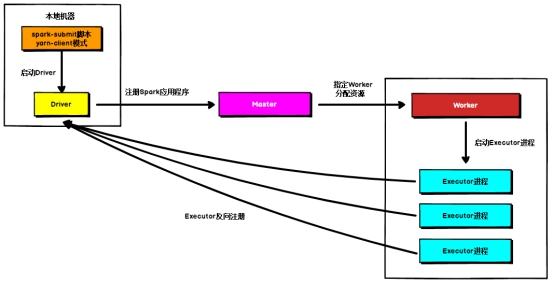 本地机器
spark-submit脚本
yarn-client模式
启动Driver
Driver
注册Spark应用程序
Master
指定Worker
分配资源
Worker
启动Executor进程
Executor进程
Executor进程
Executor进程
Executor反向注册